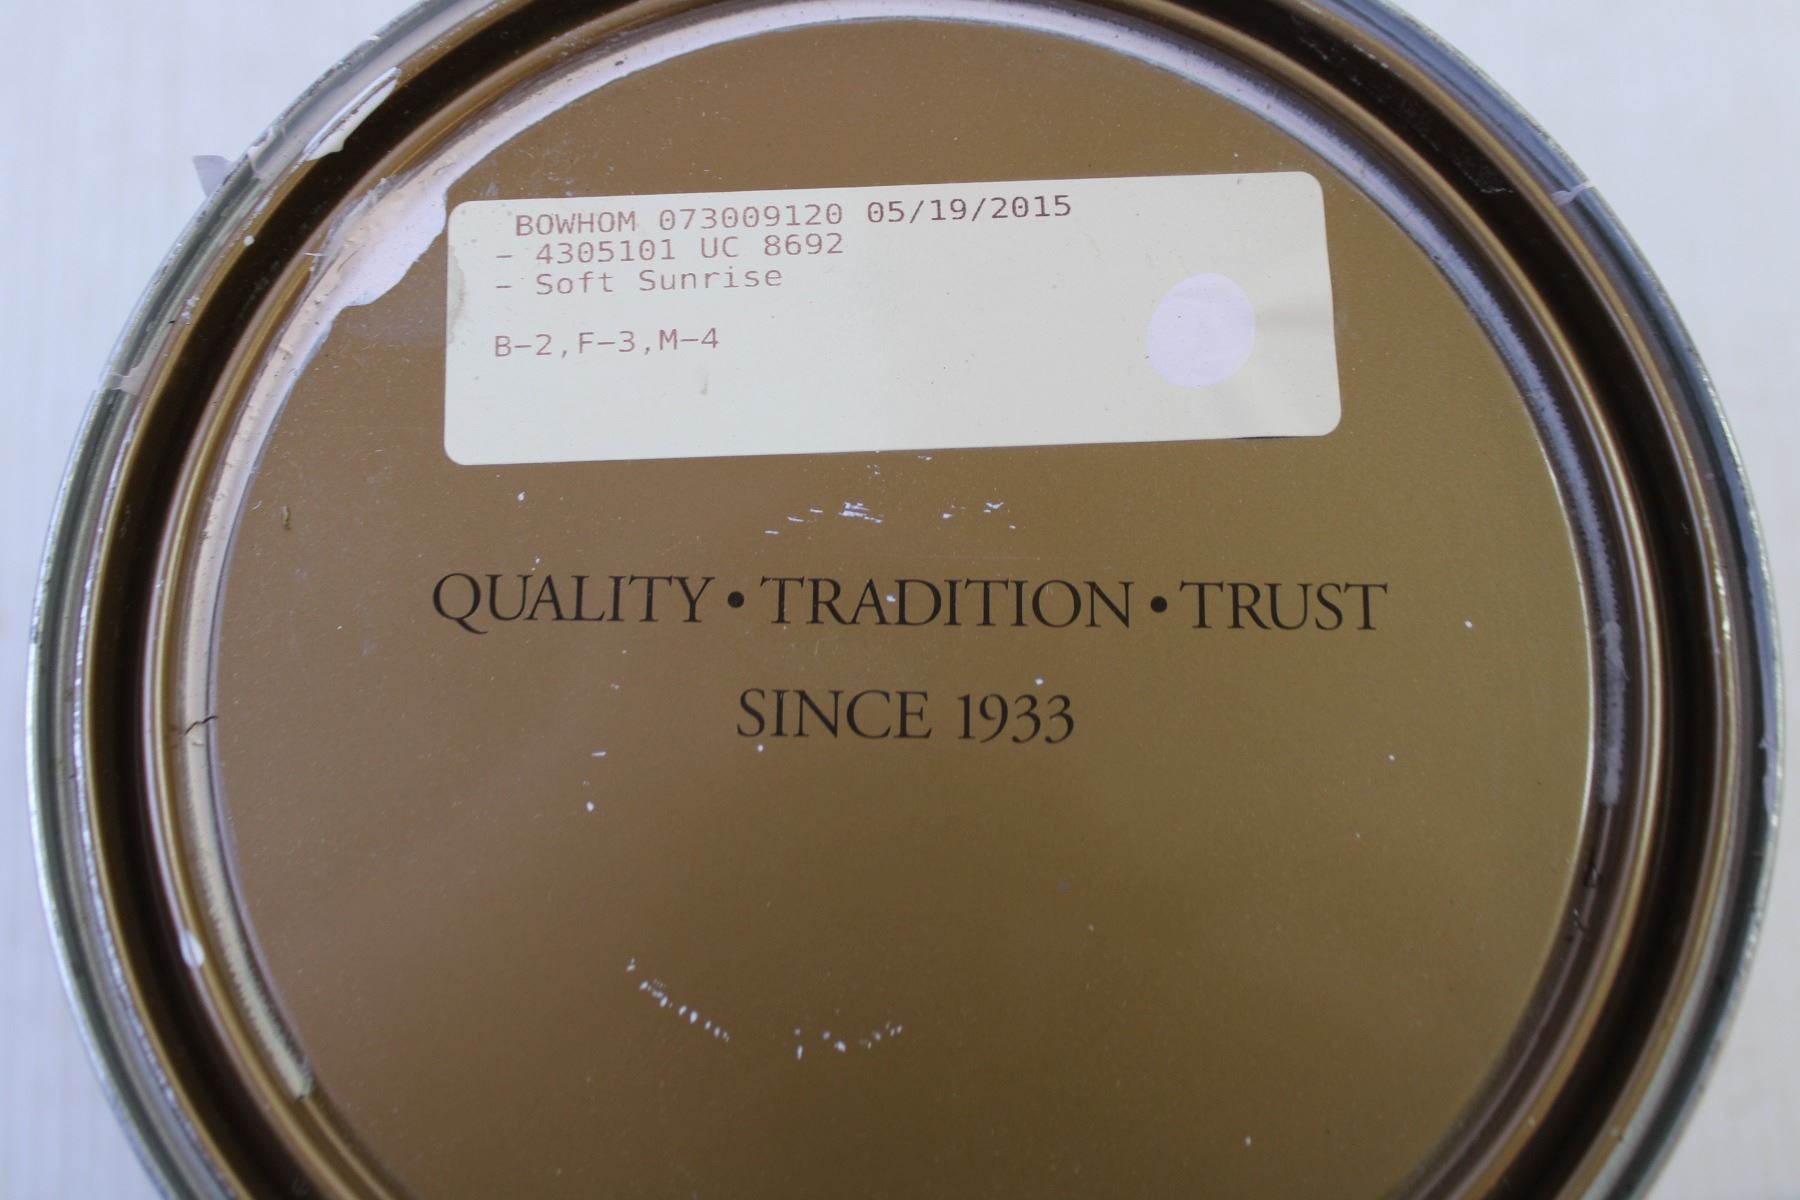 BOWHOM 073009120 05/19/2015
- 4305101 UC 8692
- Soft Sunrise
B-2,F-3,M-4
QUALITY • TRADITION • TRUST
SINCE 1933